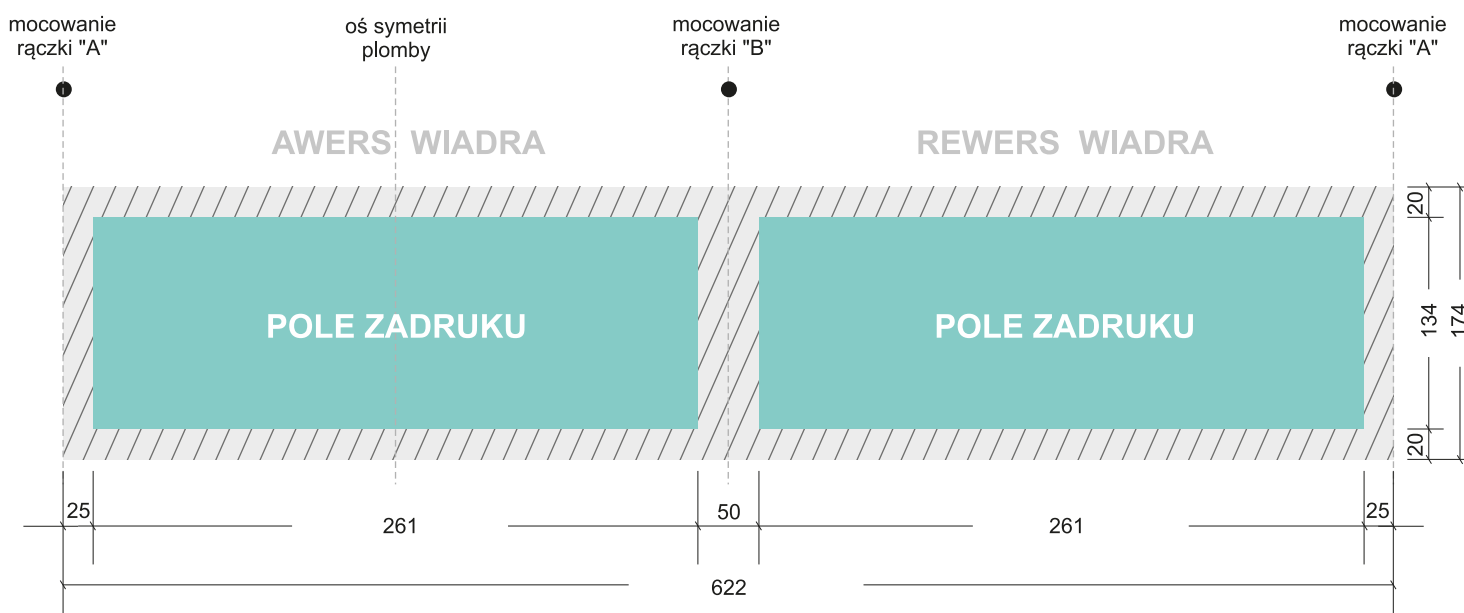 mocowanie
rączki "A"
oś symetrii
plomby
mocowanie
rączki "B"
mocowanie
rączki "A"
AWERS WIADRA
REWERS WIADRA
POLE ZADRUKU
POLE ZADRUKU
20
134
174
20
25
261
50
261
25
622